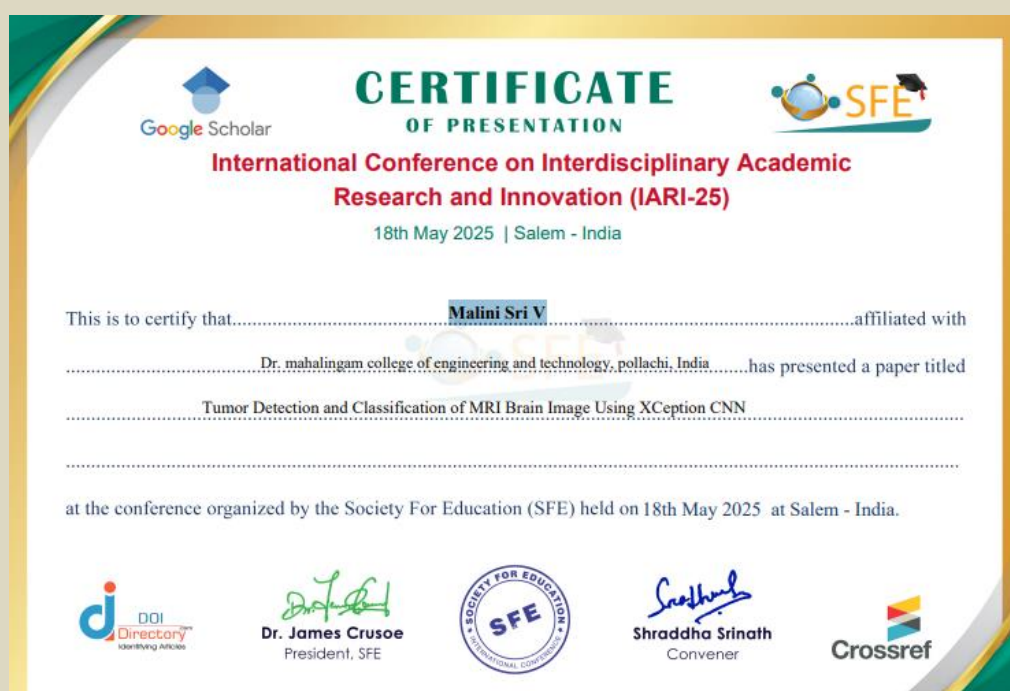 CERTIFICATE
OF PRESENTATION
Google Scholar
SFE
International Conference on Interdisciplinary Academic
Research and Innovation (IARI-25)
18th May 2025 | Salem - India
This is to certify that Malini Sri V affiliated with
Dr. mahalingam college of engineering and technology, pollachi, India has presented a paper titled
Tumor Detection and Classification of MRI Brain Image Using XCeption CNN
at the conference organized by the Society For Education (SFE) held on 18th May 2025 at Salem - India.
DOI
Directory
Identifying Articles
Dr. James Crusoe
President, SFE
SOCIETY FOR EDUCATION
SFE
INTERNATIONAL CONFERENCE
Shraddha Srinath
Convener
Crossref